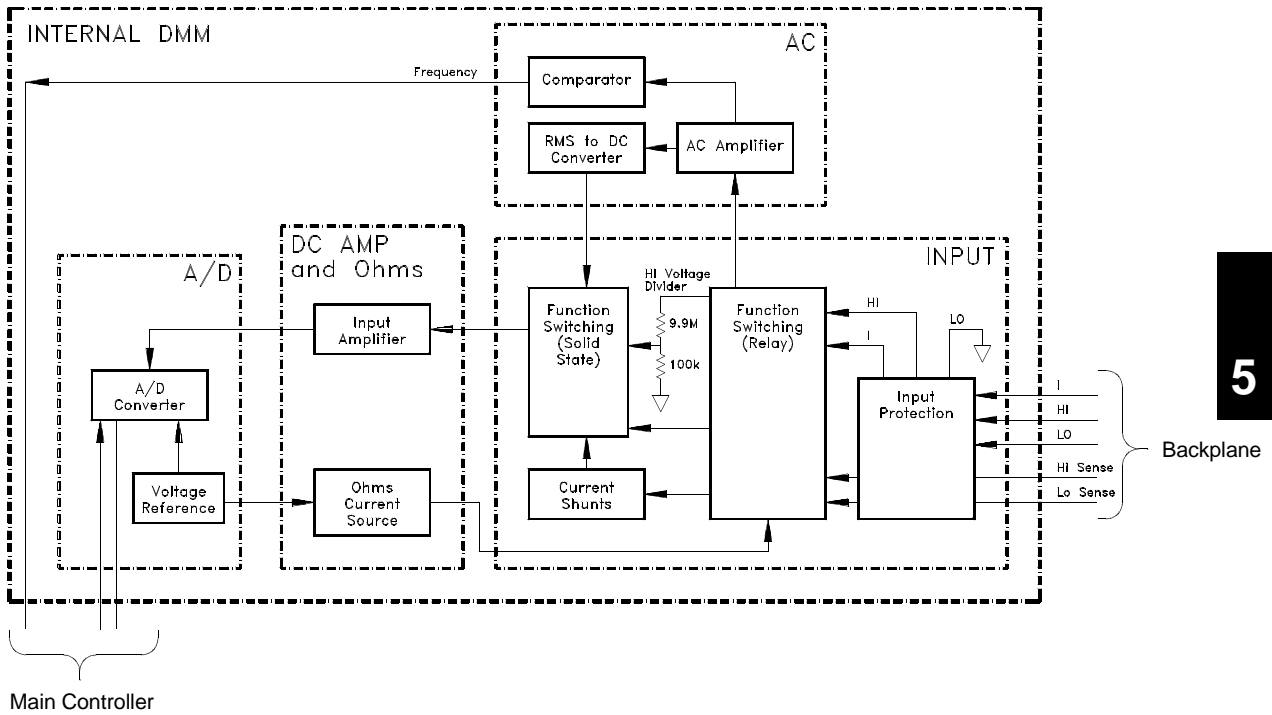 INTERNAL DMM
AC
Frequency
Comparator
RMS to DC
Converter
AC Amplifier
DC AMP
and Ohms
INPUT
A/D
HI Voltage
Divider
Input
Amplifier
Function
Switching
(Solid
State)
9.9M
100k
Function
Switching
(Relay)
HI
I
LO
A/D
Converter
Input
Protection
I
HI
LO
Hi Sense
Lo Sense
Backplane
5
Voltage
Reference
Ohms
Current
Source
Current
Shunts
Main Controller